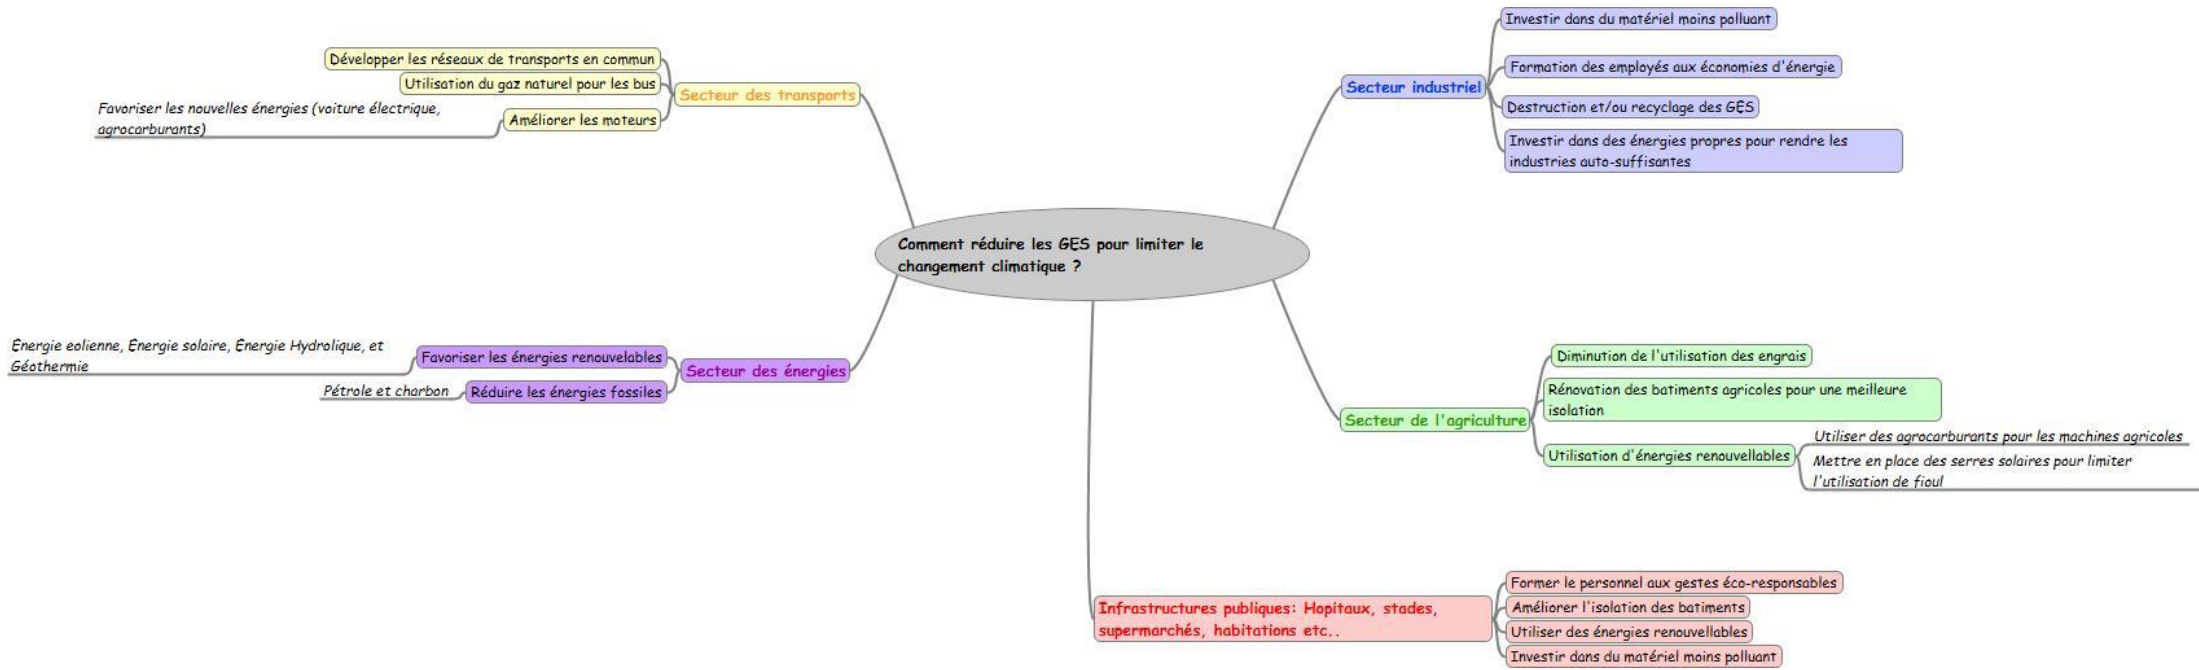 Comment réduire les GES pour limiter le
changement climatique ?
Secteur des transports
Développer les réseaux de transports en commun
Utilisation du gaz naturel pour les bus
Améliorer les moteurs
Favoriser les nouvelles énergies (voiture électrique,
agrocarburants)
Secteur des énergies
Favoriser les énergies renouvelables
Energie eolienne, Énergie solaire, Énergie Hydrolique, et
Géothermie
Réduire les énergies fossiles
Pétrole et charbon
Secteur industriel
Investir dans du matériel moins polluant
Formation des employés aux économies d'énergie
Destruction et/ou recyclage des GES
Investir dans des énergies propres pour rendre les
industries auto-suffisantes
Secteur de l'agriculture
Diminution de l'utilisation des engrais
Rénovation des batiments agricoles pour une meilleure
isolation
Utilisation d'énergies renouvellables
Utiliser des agrocarburants pour les machines agricoles
Mettre en place des serres solaires pour limiter
l'utilisation de fioul
Infrastructures publiques: Hopitaux, stades,
supermarchés, habitations etc..
Former le personnel aux gestes éco-responsables
Améliorer l'isolation des batiments
Utiliser des énergies renouvellables
Investir dans du matériel moins polluant